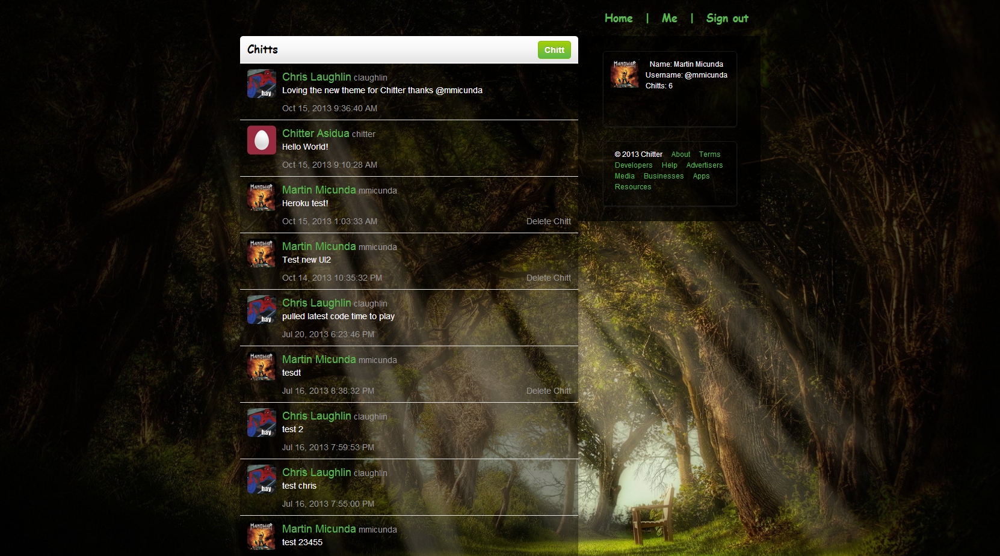 Home | Me | Sign out
Chitts
Chitt
Chris Laughlin claughlin
hay
Loving the new theme for Chitter thanks @mmicunda
Oct 15, 2013 9:36:40 AM
Chitter Asidua chitter
Hello World!
Oct 15, 2013 9:10:28 AM
MANOWAR
Martin Micunda mmicunda
Heroku test!
Oct 15, 2013 1:03:33 AM
Delete Chitt
MANOWAR
Martin Micunda mmicunda
Test new UI2
Oct 14, 2013 10:35:32 PM
Delete Chitt
Chris Laughlin claughlin
hay
pulled latest code time to play
Jul 20, 2013 6:23:46 PM
MANOWAR
Martin Micunda mmicunda
tesdt
Jul 16, 2013 8:38:32 PM
Delete Chitt
Chris Laughlin claughlin
hay
test 2
Jul 16, 2013 7:59:53 PM
Chris Laughlin claughlin
hay
test chris
Jul 16, 2013 7:55:00 PM
MANOWAR
Martin Micunda mmicunda
test 23455
MANOWAR
Name: Martin Micunda
Username: @mmicunda
Chitts: 6
© 2013 Chitter About Terms
Developers Help Advertisers
Media Businesses Apps
Resources